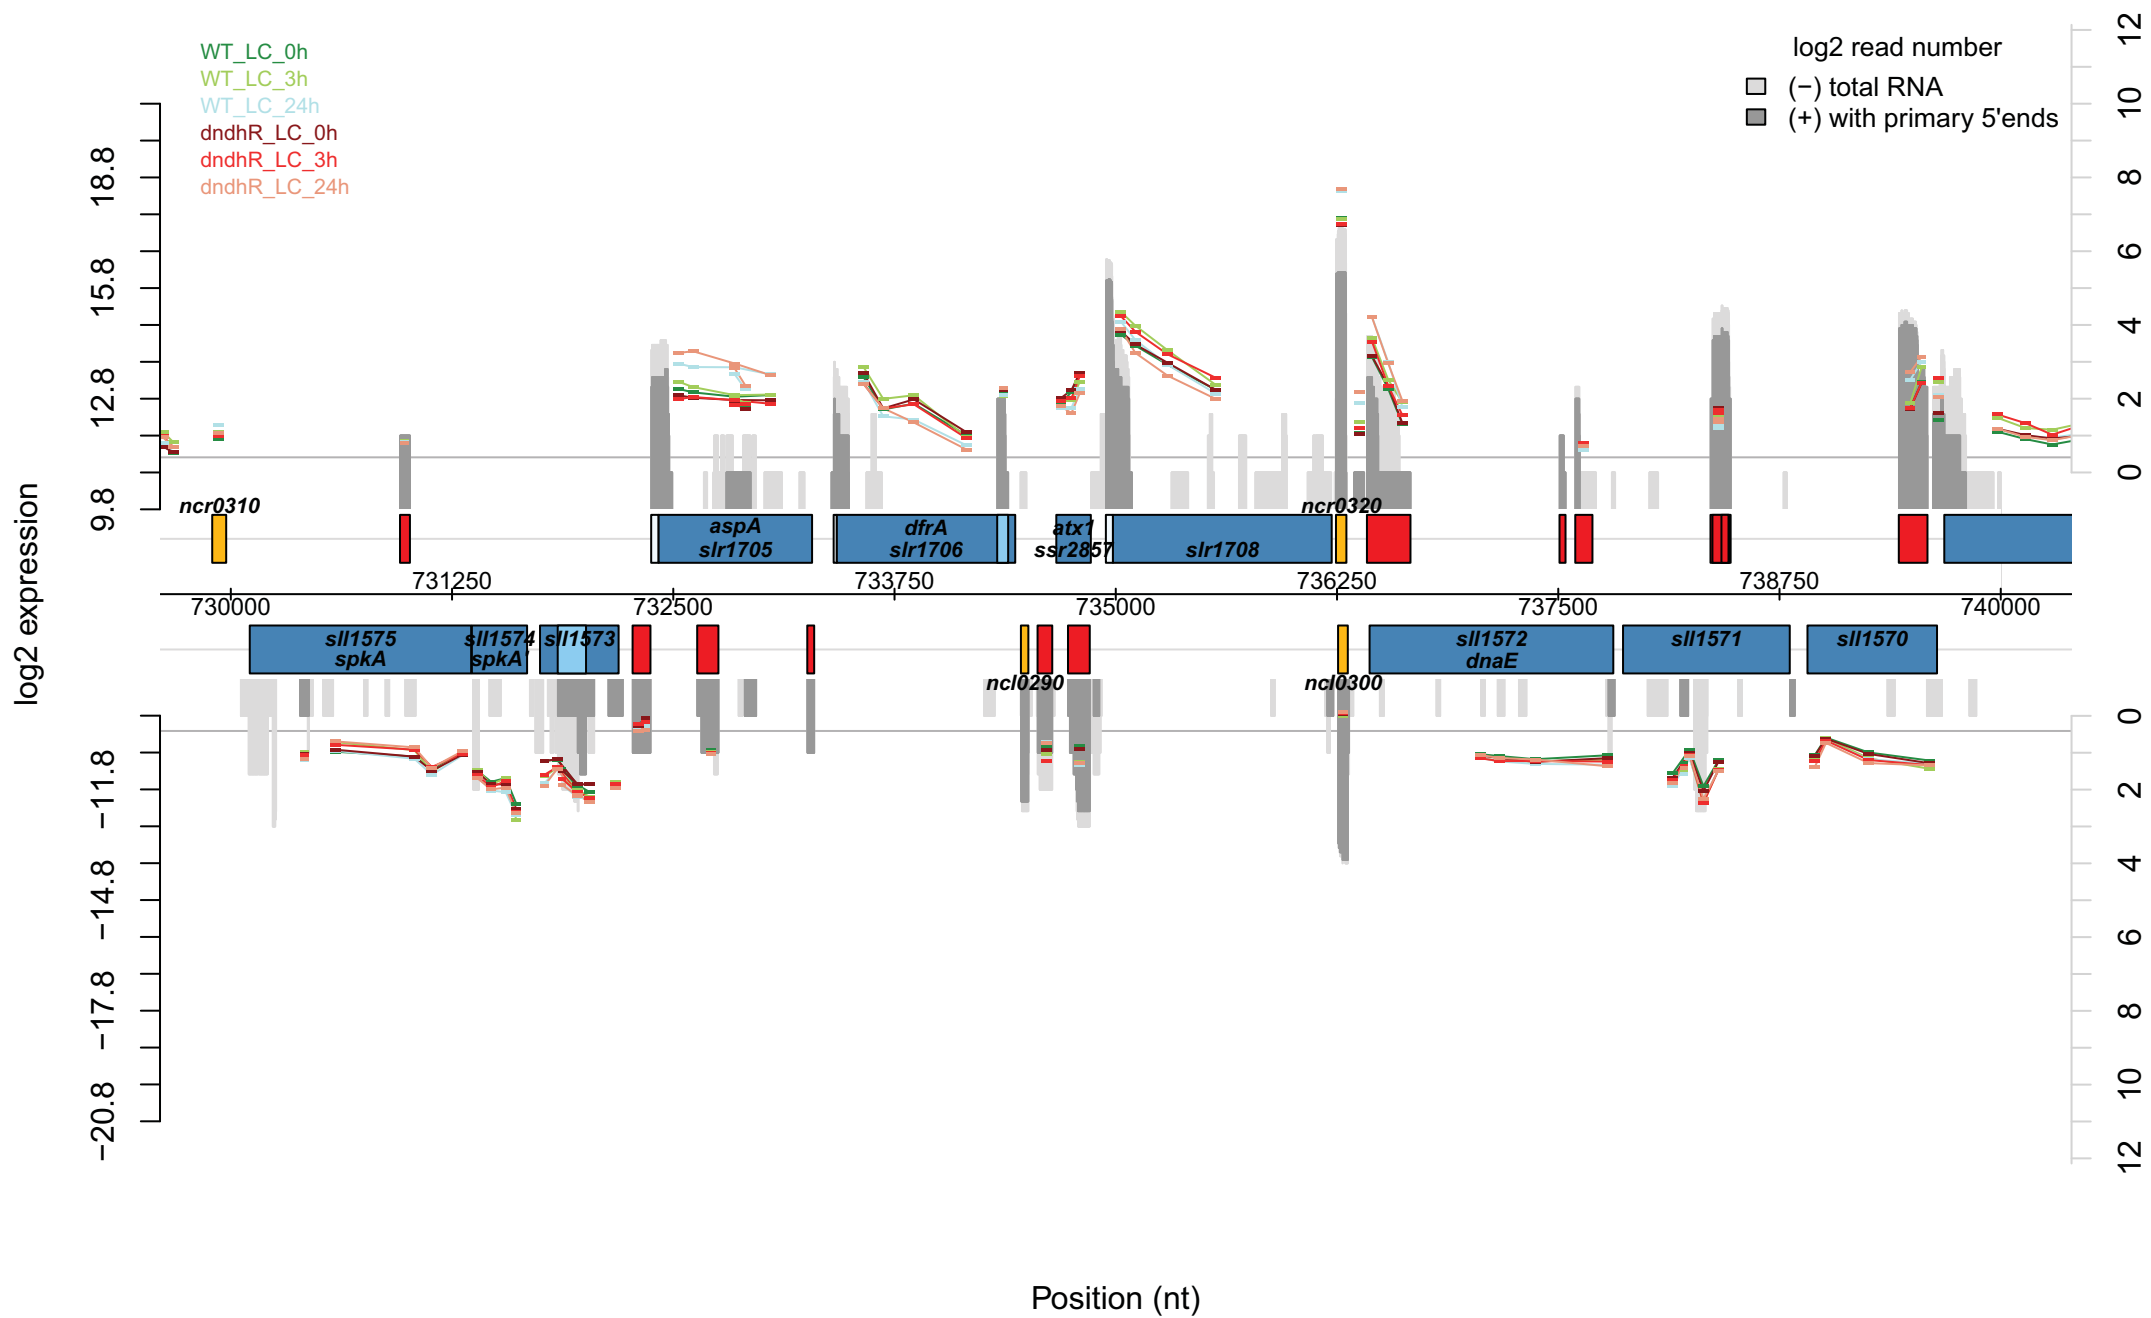 WT_LC_0h
WT_LC_3h
WT_LC_24h
dndhR_LC_0h
dndhR_LC_3h
dndhR_LC_24h
log2 read number
(−) total RNA
(+) with primary 5'ends
log2 expression
18.8
15.8
12.8
9.8
12
10
8
6
4
2
0
ncr0310
ncr0320
aspA
slr1705
dfrA
slr1706
atx1
ssr2857
slr1708
731250
733750
736250
738750
730000
732500
735000
737500
740000
sll1575
spkA
sll1574
spkA'
sll1573
sll1572
dnaE
sll1571
sll1570
ncl0290
ncl0300
−11.8
−14.8
−17.8
−20.8
0
2
4
6
8
10
12
Position (nt)